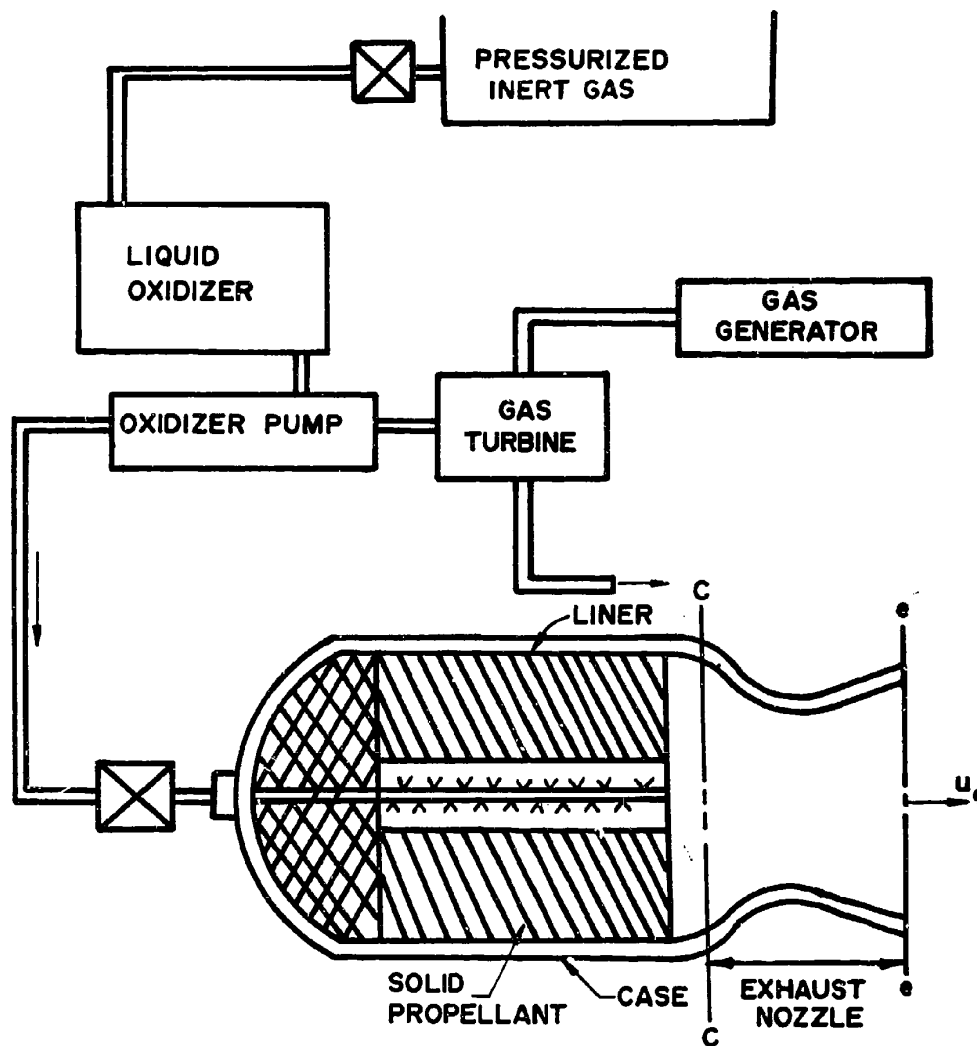 PRESSURIZED
INERT GAS
LIQUID
OXIDIZER
GAS
GENERATOR
OXIDIZER PUMP
GAS
TURBINE
C
LINER
e
SOLID
PROPELLANT
CASE
EXHAUST
NOZZLE
e
C